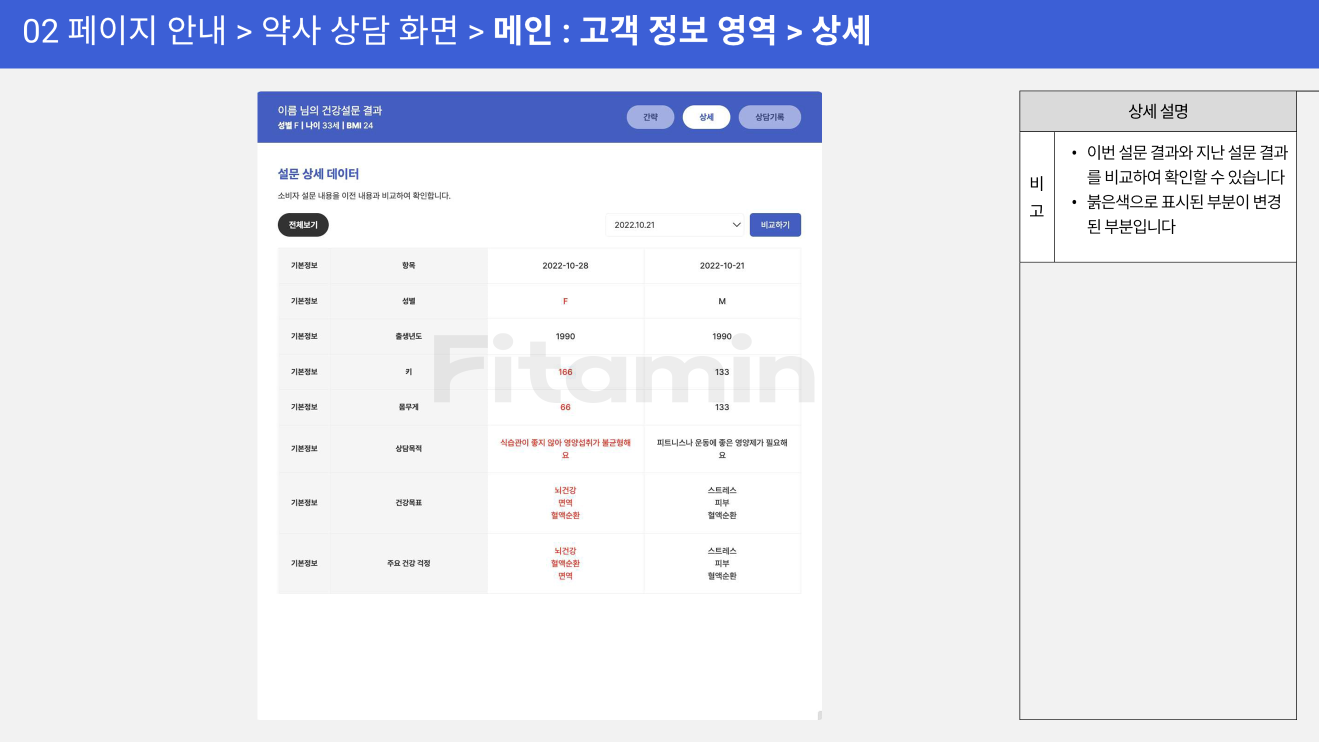 02 페이지 안내 > 약사 상담 화면 > 메인 : 고객 정보 영역 > 상세
이름 님의 건강설문 결과
성별 F | 나이 33세 | BMI 24
간략
상세
상담기록
설문 상세 데이터
소비자 설문 내용을 이전 내용과 비교하여 확인합니다.
전체보기
2022.10.21
비교하기
기본정보 항목 2022-10-28 2022-10-21
기본정보 성별 F M
기본정보 출생년도 1990 1990
기본정보 키 166 133
기본정보 몸무게 66 133
기본정보 상담목적
식습관이 좋지 않아 영양섭취가 불균형해
요
피트니스나 운동에 좋은 영양제가 필요해
요
기본정보 건강목표
뇌건강
면역
혈액순환
스트레스
피부
혈액순환
기본정보 주요 건강 걱정
뇌건강
혈액순환
면역
스트레스
피부
혈액순환
Fitamin
상세 설명
비
고
• 이번 설문 결과와 지난 설문 결과
를 비교하여 확인할 수 있습니다
• 붉은색으로 표시된 부분이 변경
된 부분입니다